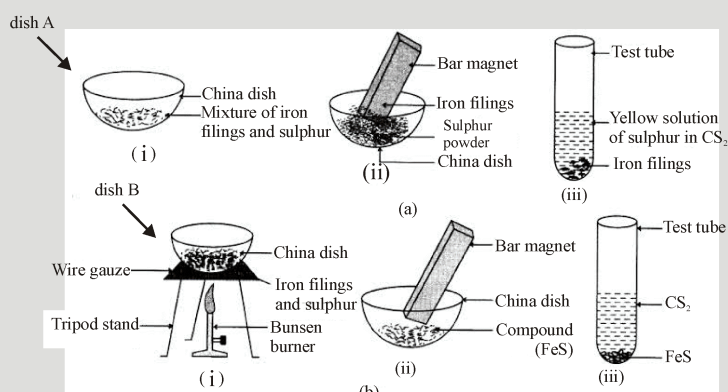 dish A
China dish
Mixture of iron
filings and sulphur
(i)
Bar magnet
Iron filings
Sulphur
powder
China dish
(ii)
Test tube
Yellow solution
of sulphur in CS2
Iron filings
(iii)
(a)
dish B
China dish
Wire gauze
Iron filings
and sulphur
Tripod stand
Bunsen
burner
(i)
Bar magnet
China dish
Compound
(FeS)
(ii)
Test tube
CS2
FeS
(iii)
(b)